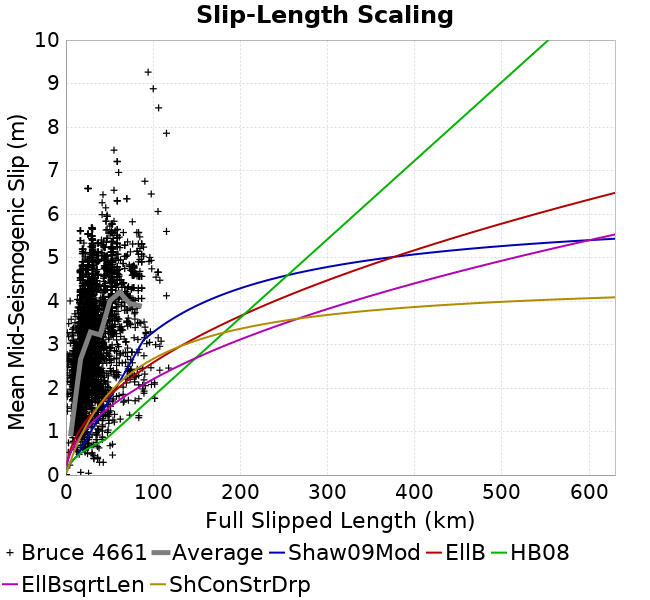 Slip-Length Scaling
Mean Mid-Seismogenic Slip (m)
10
9
8
7
6
5
4
3
2
1
0
0 100 200 300 400 500 600
Full Slipped Length (km)
Bruce 4661 Average Shaw09Mod EllB HB08
EllBsqrtLen ShConStrDrp